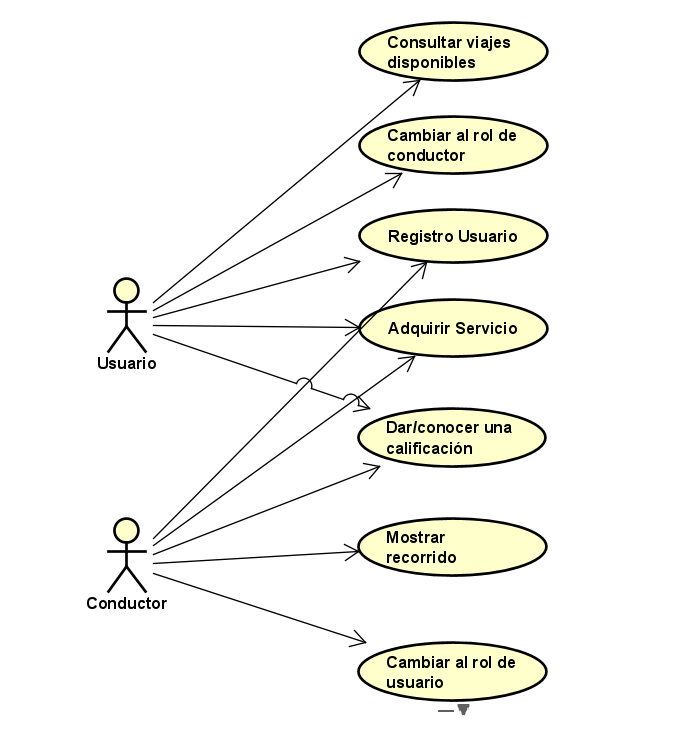 Consultar viajes
disponibles
Cambiar al rol de
conductor
Registro Usuario
Adquirir Servicio
Usuario
Dar/conocer una
calificación
Mostrar
recorrido
Conductor
Cambiar al rol de
usuario